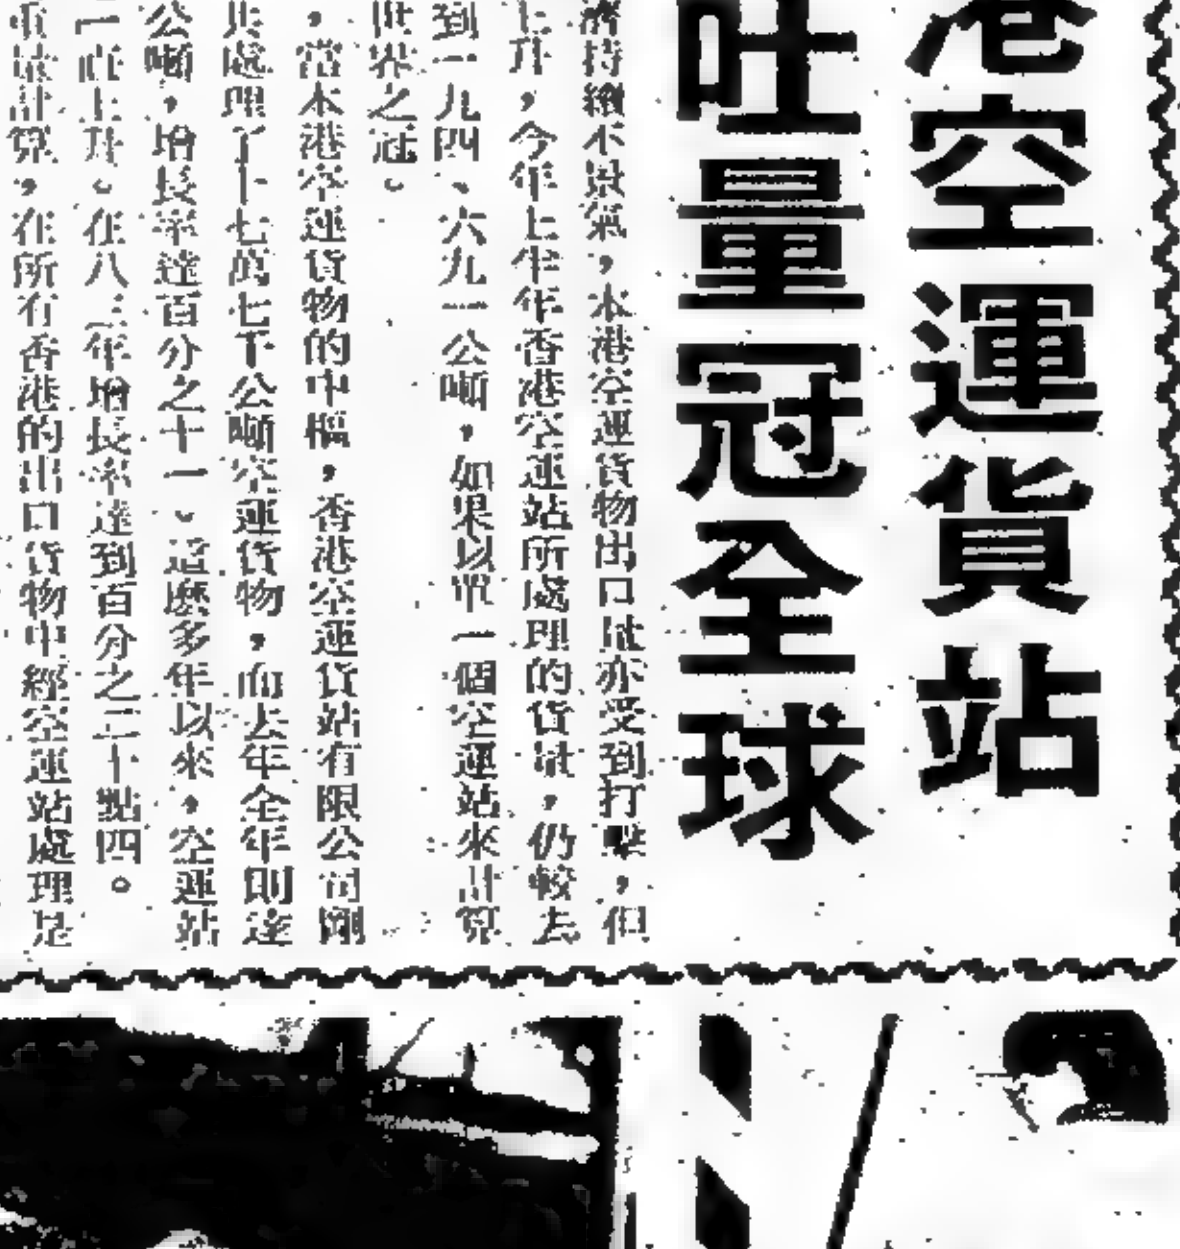 港空運貨站
吐量冠全球
濟持續不景氣，本港空運貨物出口量亦受到打擊，但
上升，今年上半年香港空運站所處理的貨量，仍較去
到一九四、六九一公噸，如果以單一個空運站來計算
世界之冠。
，當本港空運貨物的中樞，香港空運貨站有限公司剛
共處理了十七萬七千公噸空運貨物，而去年全年則達
公噸，增長率達百分之十一。這麼多年以來，空運站
一直上升。在八三年增長率達到百分之二十點四。
重量計算，在所有香港的出口貨物中經空運站處理是